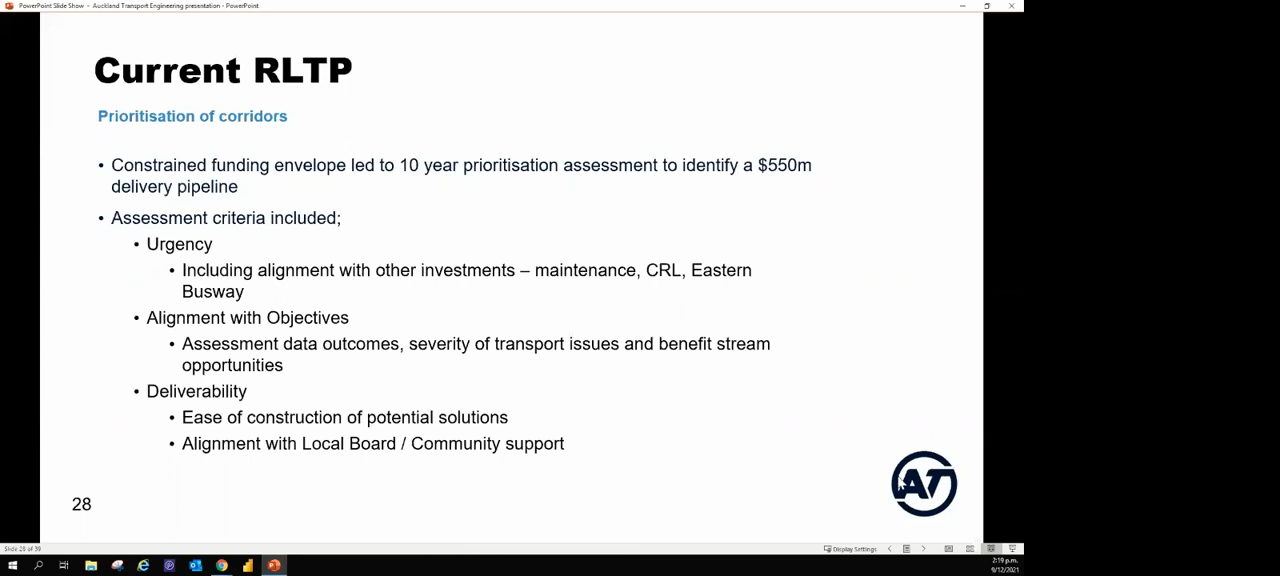 PowerPoint Slide Show - Auckland Transport Engineering presentation - PowerPoint
Current RLTP
Prioritisation of corridors
• Constrained funding envelope led to 10 year prioritisation assessment to identify a $550m
delivery pipeline
• Assessment criteria included;
• Urgency
• Including alignment with other investments – maintenance, CRL, Eastern
Busway
• Alignment with Objectives
• Assessment data outcomes, severity of transport issues and benefit stream
opportunities
• Deliverability
• Ease of construction of potential solutions
• Alignment with Local Board / Community support
AT
28
Slide 28 of 39
Display Settings
2:19 p.m.
9/12/2021